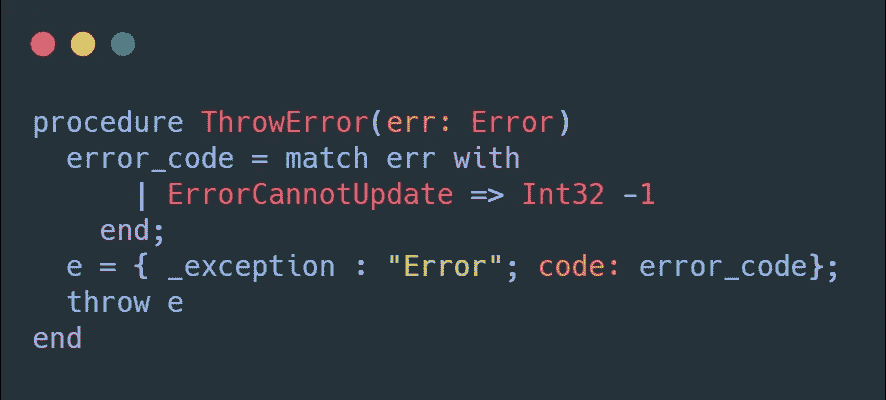 procedure ThrowError(err: Error)
  error_code = match err with
      | ErrorCannotUpdate => Int32 -1
    end;
  e = { _exception : "Error"; code: error_code};
  throw e
end